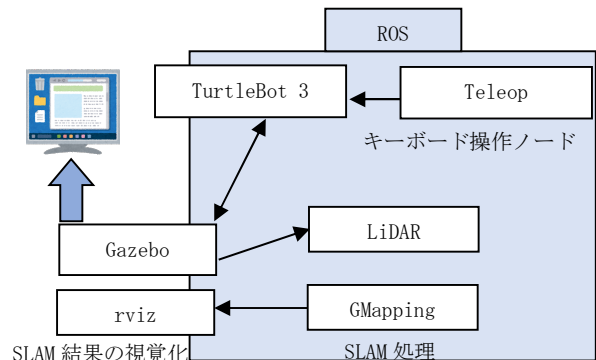 ROS
TurtleBot 3
Teleop
キーボード操作ノード
Gazebo
LiDAR
rviz
GMapping
SLAM 結果の視覚化
SLAM 処理